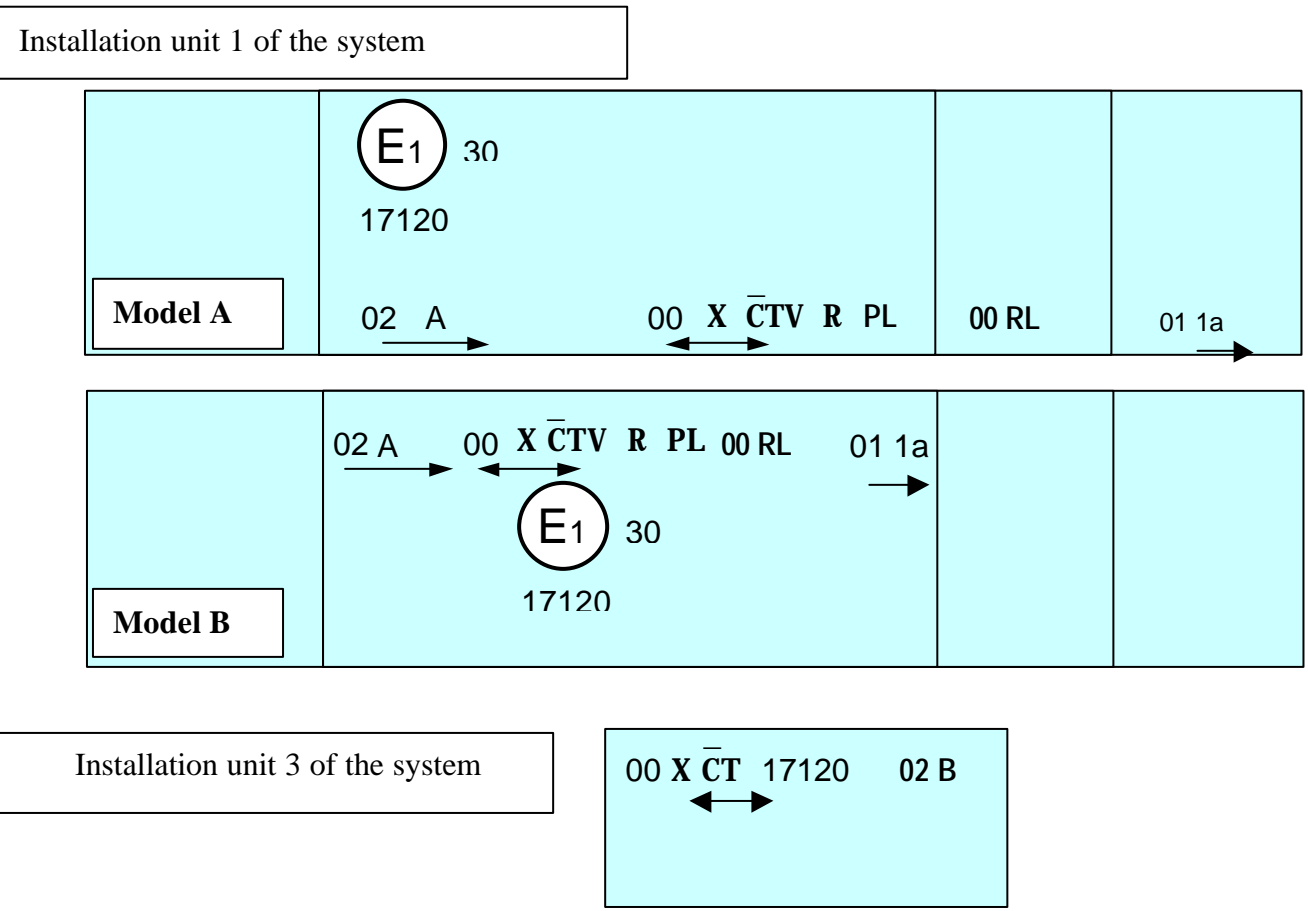 Installation unit 1 of the system
E1 30
17120
Model A
02 A 00 X C̅TV R PL 00 RL 01 1a
02 A 00 X C̅TV R PL 00 RL 01 1a
E1 30
17120
Model B
Installation unit 3 of the system
00 X C̅T 17120 02 B